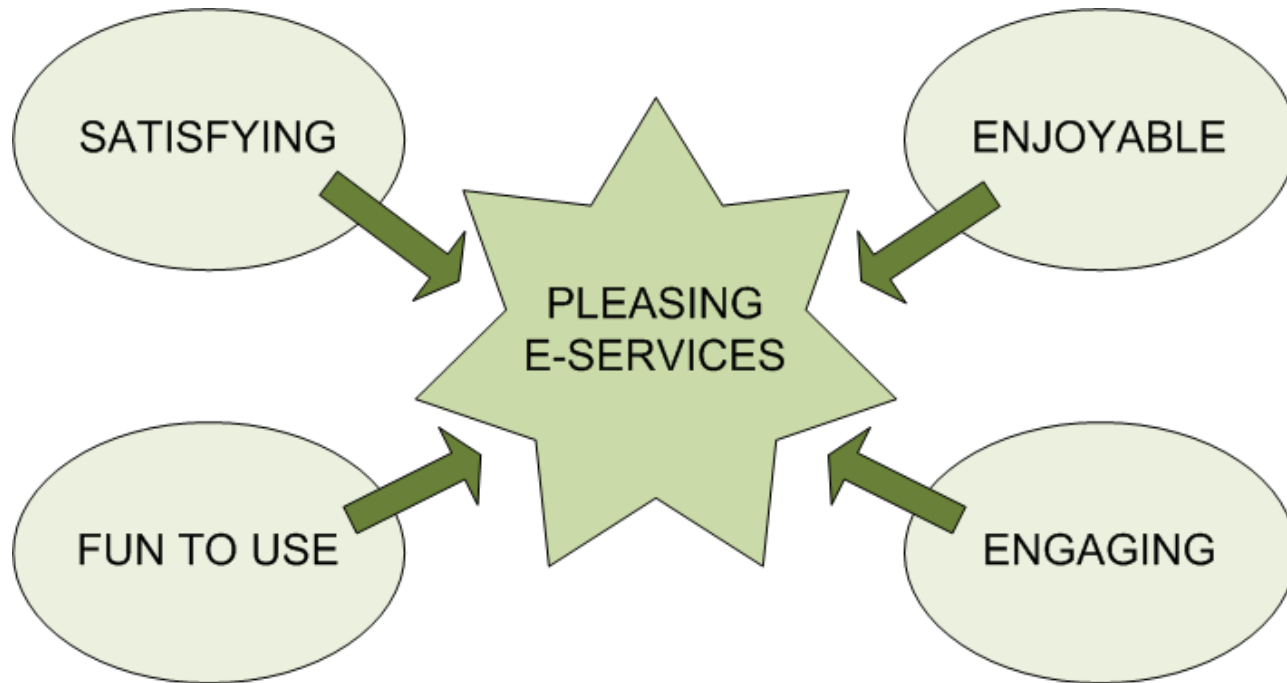 SATISFYING
ENJOYABLE
PLEASING
E-SERVICES
FUN TO USE
ENGAGING